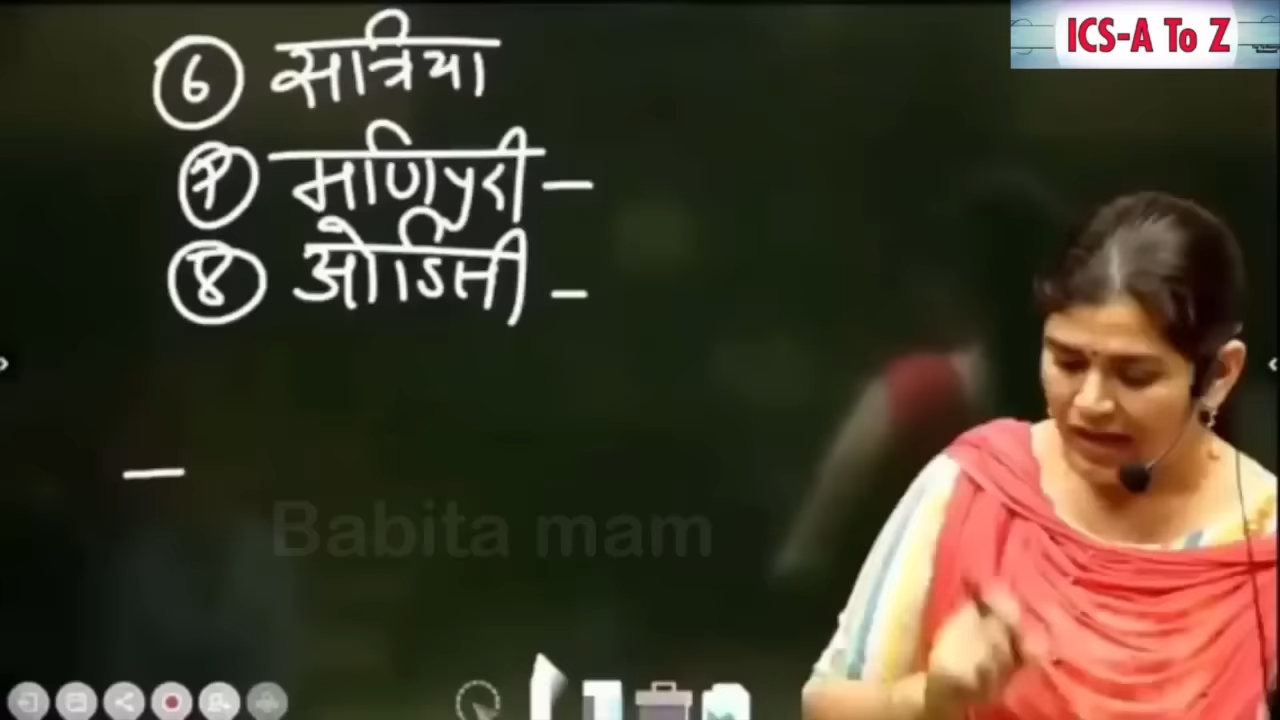 ICS-A To Z
6 सत्रिया
7 मणिपुरी –
8 ओडिसी –
–
Babita mam